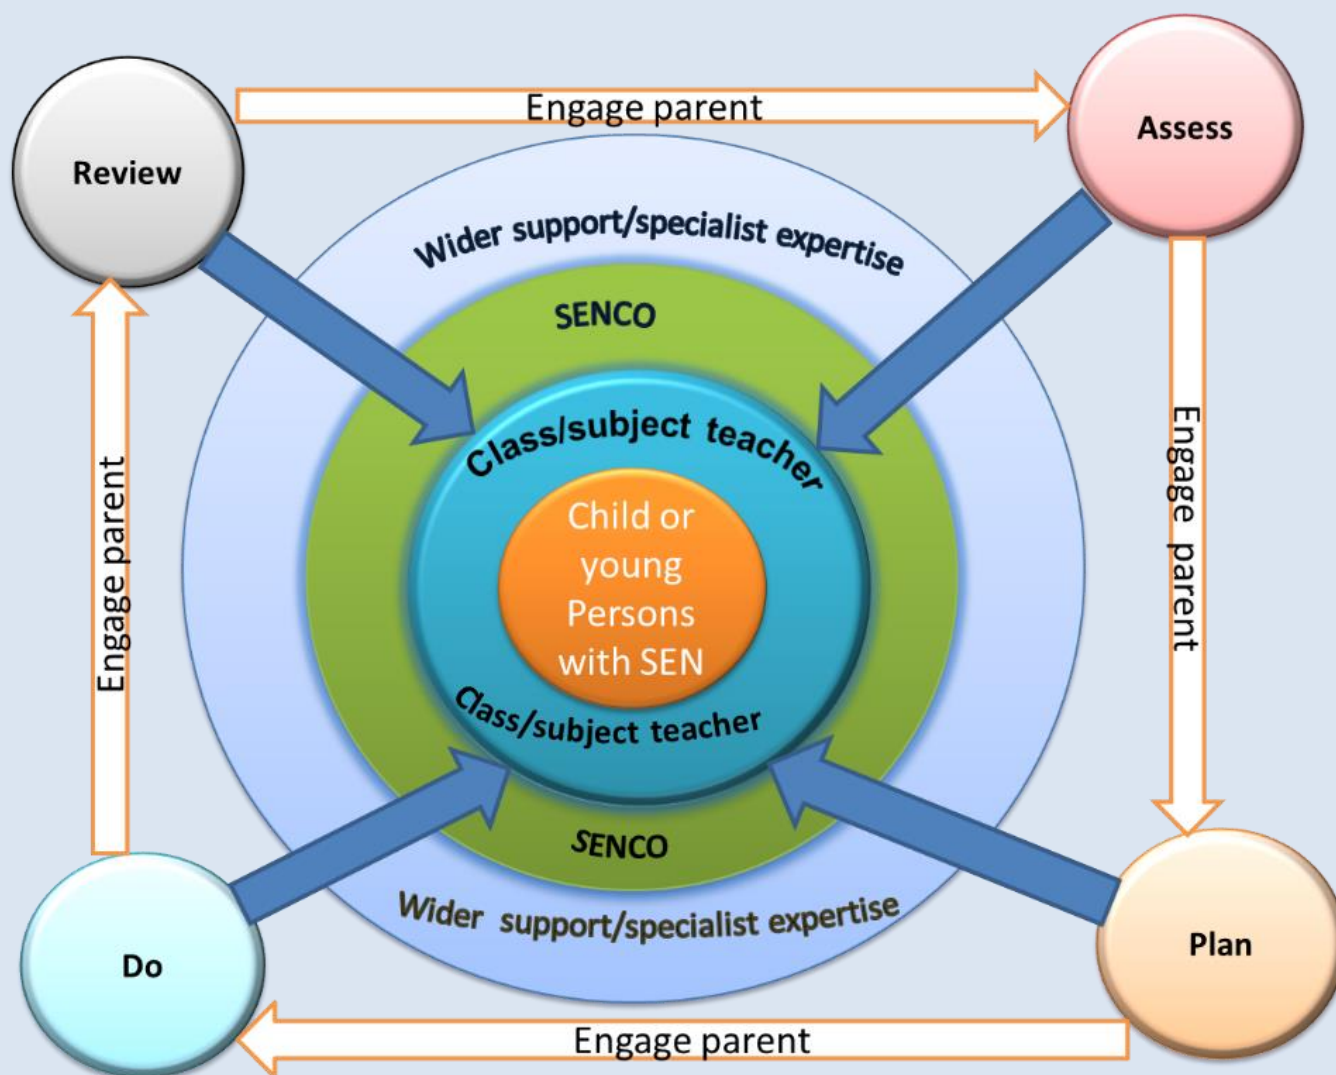 Engage parent
Review
Assess
Wider support/specialist expertise
SENCO
Class/subject teacher
Child or
young
Persons
with SEN
Class/subject teacher
SENCO
Wider support/specialist expertise
Engage parent
Engage parent
Do
Plan
Engage parent